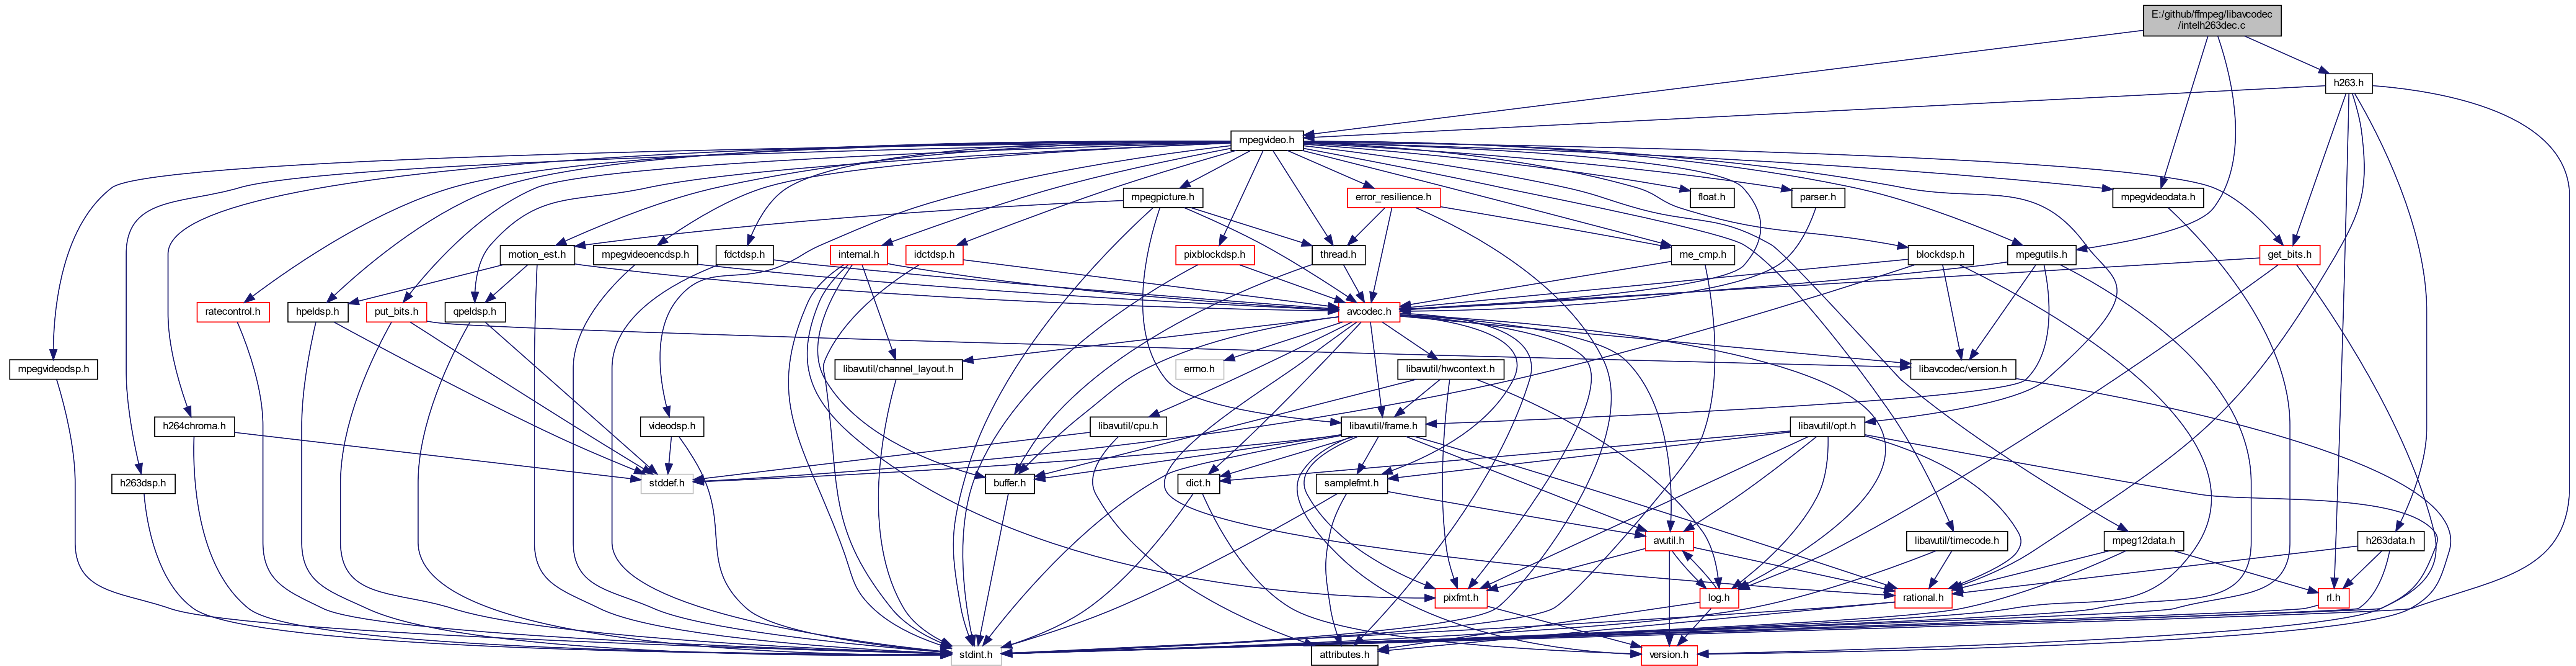 E:/github/ffmpeg/libavcodec
/intelh263dec.c
h263.h
mpegvideo.h
mpegpicture.h
error_resilience.h
float.h
parser.h
mpegvideodata.h
motion_est.h
mpegvideoencdsp.h
fdctdsp.h
internal.h
idctdsp.h
pixblockdsp.h
thread.h
me_cmp.h
blockdsp.h
mpegutils.h
get_bits.h
ratecontrol.h
hpeldsp.h
put_bits.h
qpeldsp.h
avcodec.h
mpegvideodsp.h
libavutil/channel_layout.h
errno.h
libavutil/hwcontext.h
libavcodec/version.h
h264chroma.h
videodsp.h
libavutil/cpu.h
libavutil/frame.h
libavutil/opt.h
h263dsp.h
stddef.h
buffer.h
dict.h
samplefmt.h
avutil.h
libavutil/timecode.h
mpeg12data.h
h263data.h
pixfmt.h
log.h
rational.h
rl.h
stdint.h
attributes.h
version.h